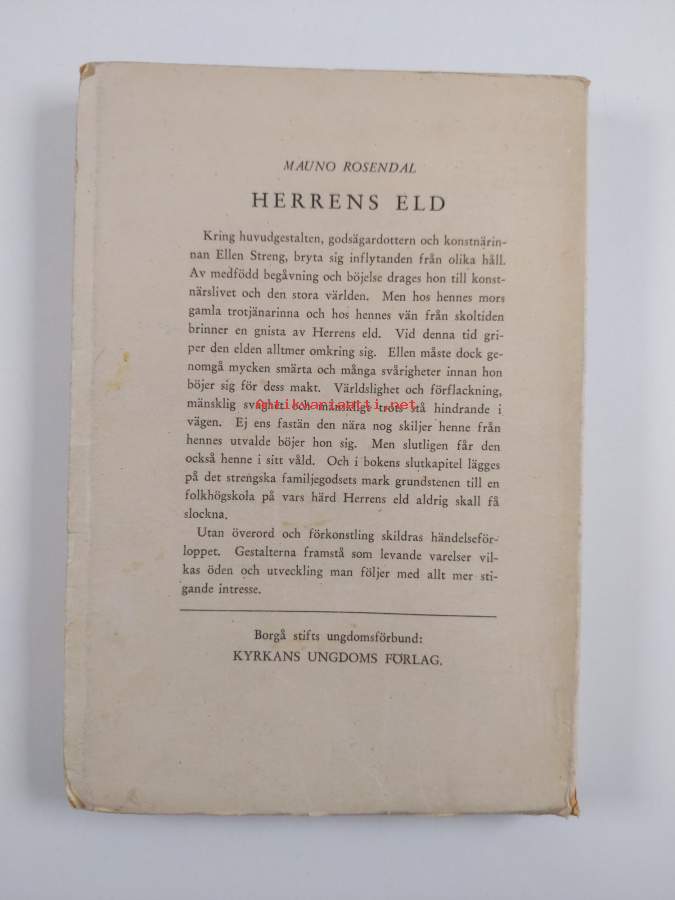 MAUNO ROSENDAL
HERRENS ELD
Kring huvudgestalten, godsägardottern och konstnärin-
nan Ellen Streng, bryta sig inflytanden från olika håll.
Av medfödd begåvning och böjelse drages hon till konst-
närslivet och den stora världen. Men hos hennes mors
gamla trotjänarinna och hos hennes vän från skoltiden
brinner en gnista av Herrens eld. Vid denna tid gri-
per den elden alltmer omkring sig. Ellen måste dock ge-
nomgå mycken smärta och många svårigheter innan hon
böjer sig för dess makt. Världslighet och förflackning,
mänsklig svaghet och mänskligt trots stå hindrande i
antikvariaatti.net
vägen. Ej ens fastän den nära nog skiljer henne från
hennes utvalde böjer hon sig. Men slutligen får den
också henne i sitt våld. Och i bokens slutkapitel lägges
på det strengska familjegodsets mark grundstenen till en
folkhögskola på vars härd Herrens eld aldrig skall få
slockna.
Utan överord och förkonstling skildras händelseför-
loppet. Gestalterna framstå som levande varelser vil-
kas öden och utveckling man följer med allt mer sti-
gande intresse.
Borgå stifts ungdomsförbund:
KYRKANS UNGDOMS FÖRLAG.